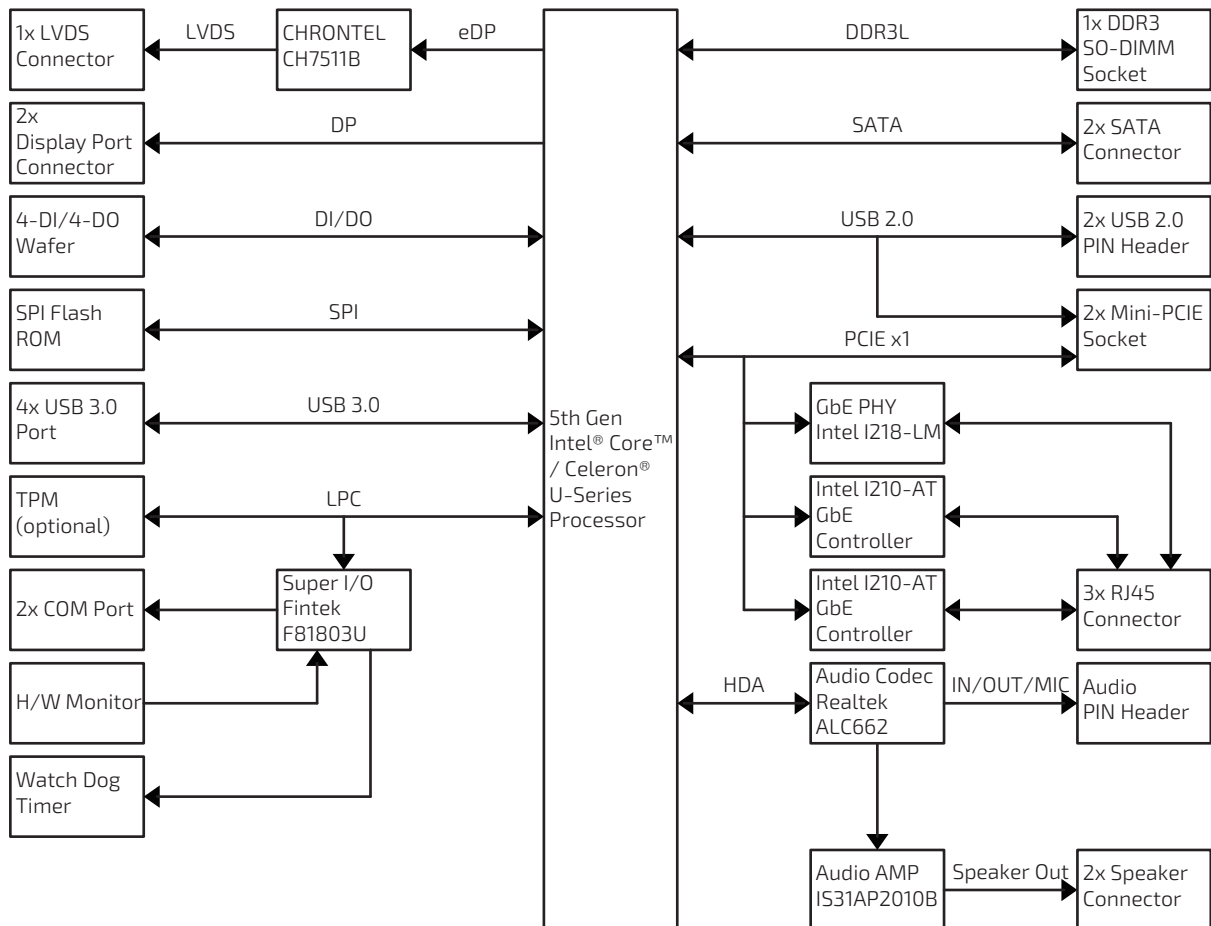 1x LVDS
Connector
LVDS
CHRONTEL
CH7511B
eDP
2x
Display Port
Connector
DP
4-DI/4-DO
Wafer
DI/DO
SPI Flash
ROM
SPI
4x USB 3.0
Port
USB 3.0
TPM
(optional)
LPC
2x COM Port
Super I/O
Fintek
F81803U
H/W Monitor
Watch Dog
Timer
5th Gen
Intel® Core™
/ Celeron®
U-Series
Processor
DDR3L
1x DDR3
SO-DIMM
Socket
SATA
2x SATA
Connector
USB 2.0
2x USB 2.0
PIN Header
2x Mini-PCIE
Socket
PCIE x1
GbE PHY
Intel I218-LM
Intel I210-AT
GbE
Controller
Intel I210-AT
GbE
Controller
3x RJ45
Connector
HDA
Audio Codec
Realtek
ALC662
IN/OUT/MIC
Audio
PIN Header
Audio AMP
IS31AP2010B
Speaker Out
2x Speaker
Connector